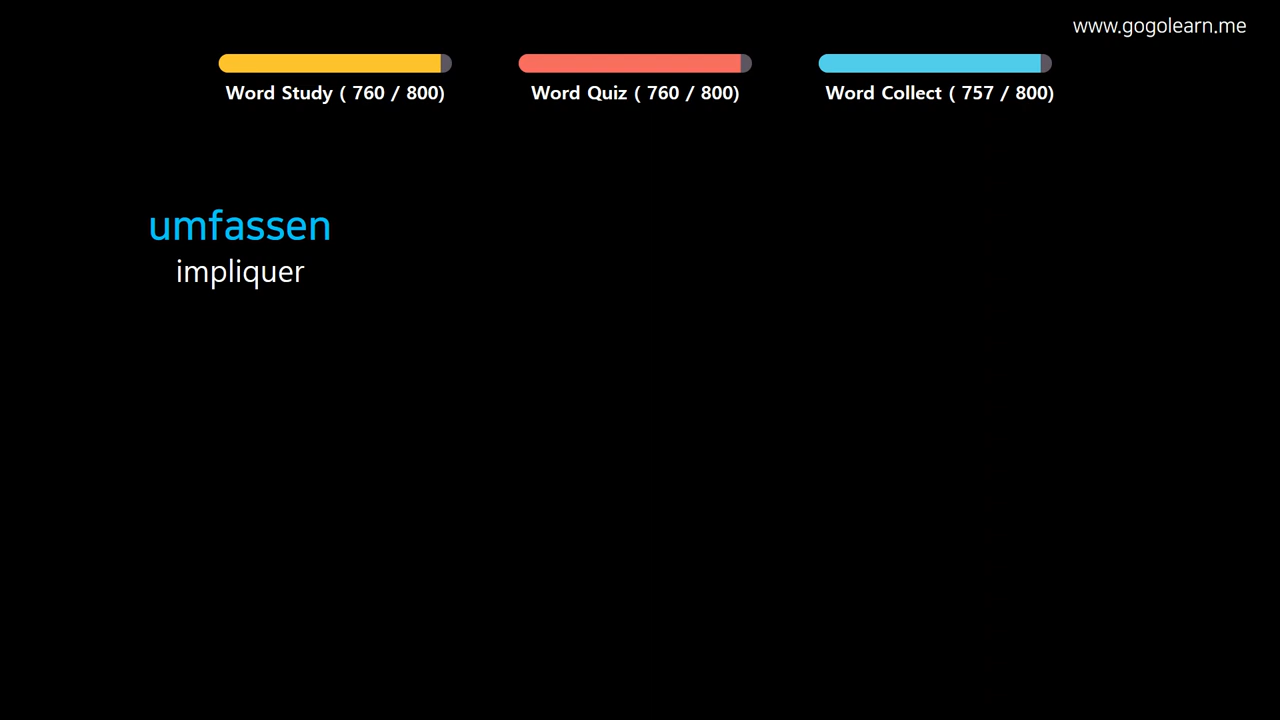 www.gogolearn.me
Word Study ( 760 / 800)
Word Quiz ( 760 / 800)
Word Collect ( 757 / 800)
umfassen
impliquer